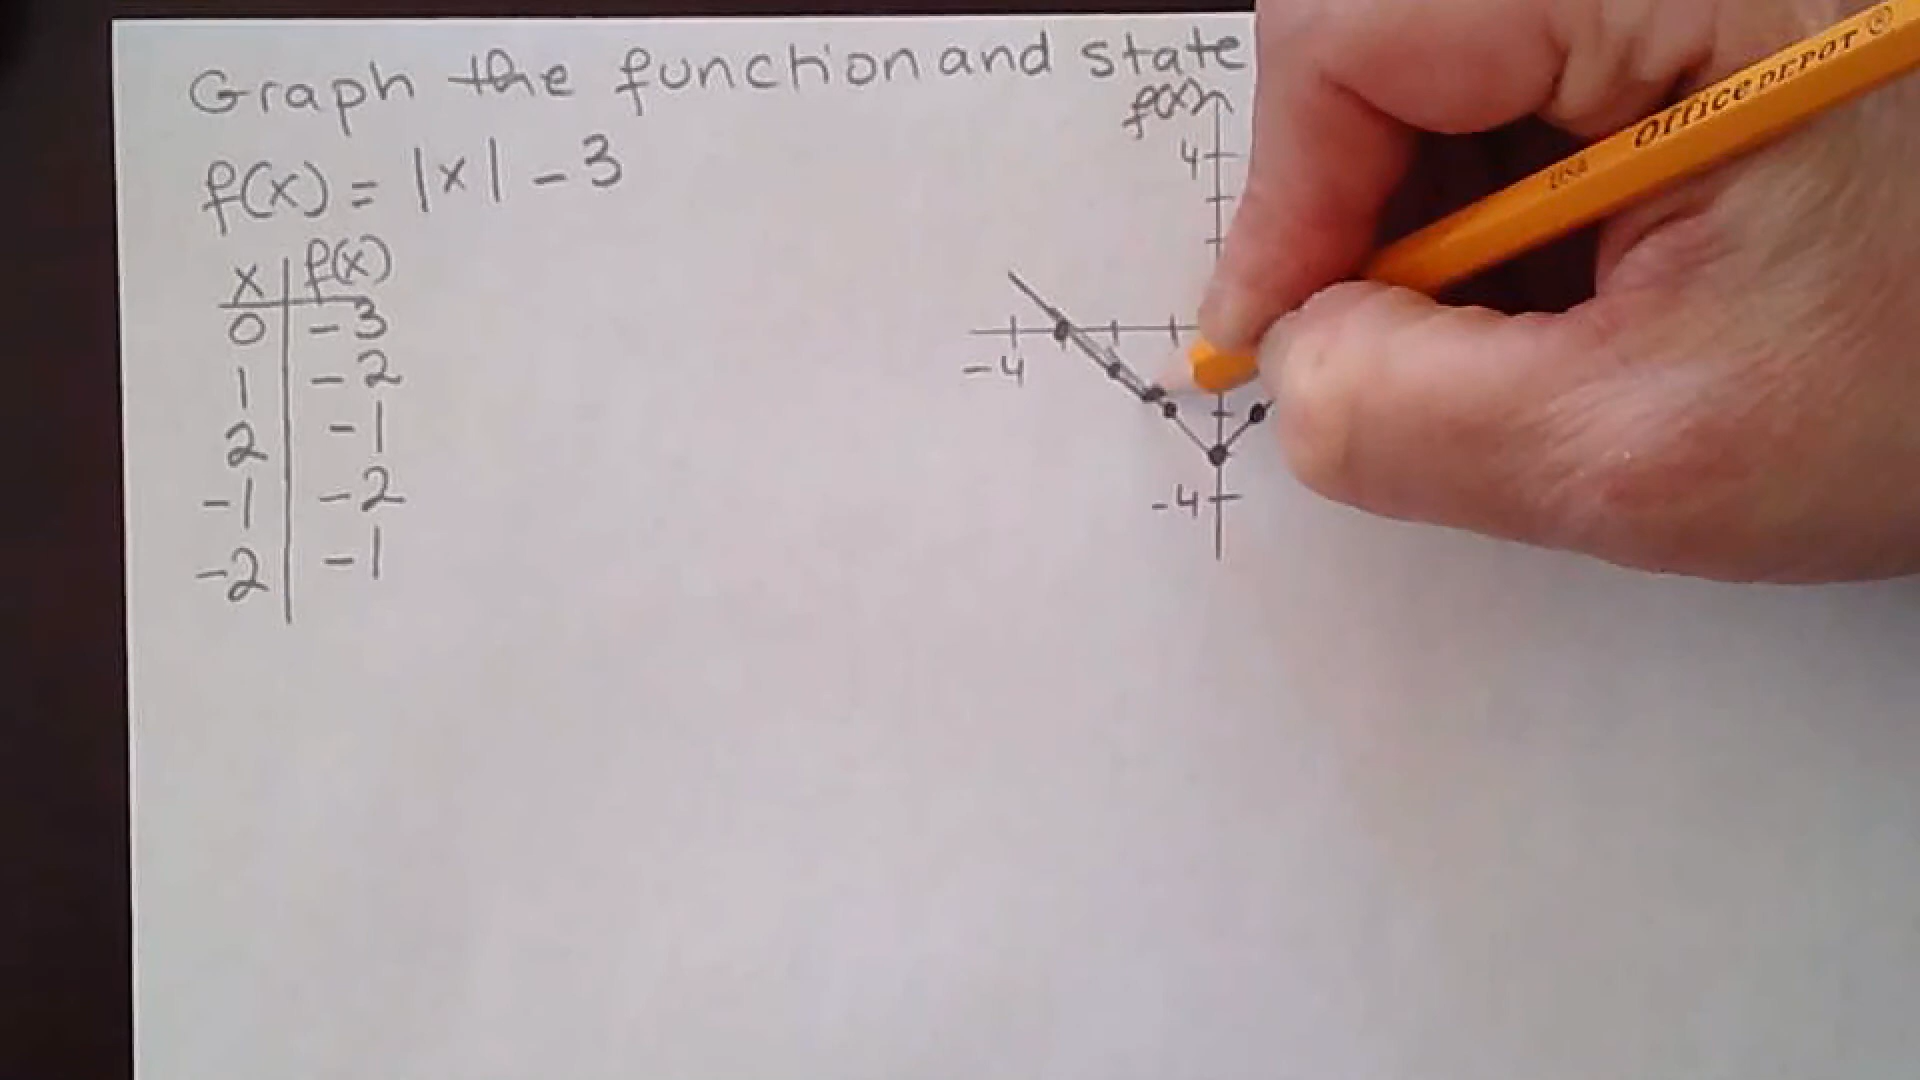 Graph the function and state
f(x) = |x| - 3
x f(x)
0 -3
1 -2
2 -1
-1 -2
-2 -1
f(x)
4
-4
-4
Office DEPOT ®
USA